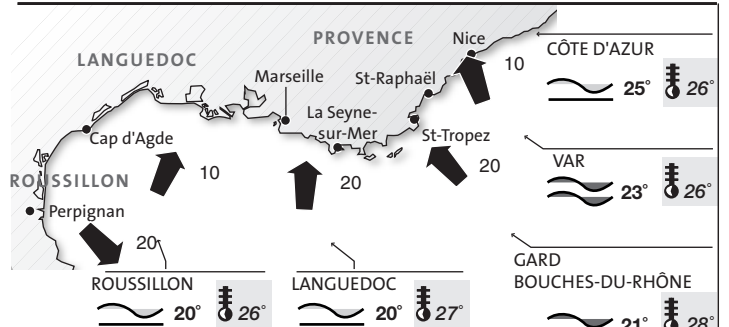 PROVENCE
Nice
LANGUEDOC
10
CÔTE D'AZUR
Marseille
St-Raphaël
25°
26°
La Seyne-
sur-Mer
Cap d'Agde
St-Tropez
VAR
10
20
20
23°
26°
ROUSSILLON
Perpignan
20
GARD
BOUCHES-DU-RHÔNE
ROUSSILLON
20°
26°
LANGUEDOC
20°
27°
21°
28°